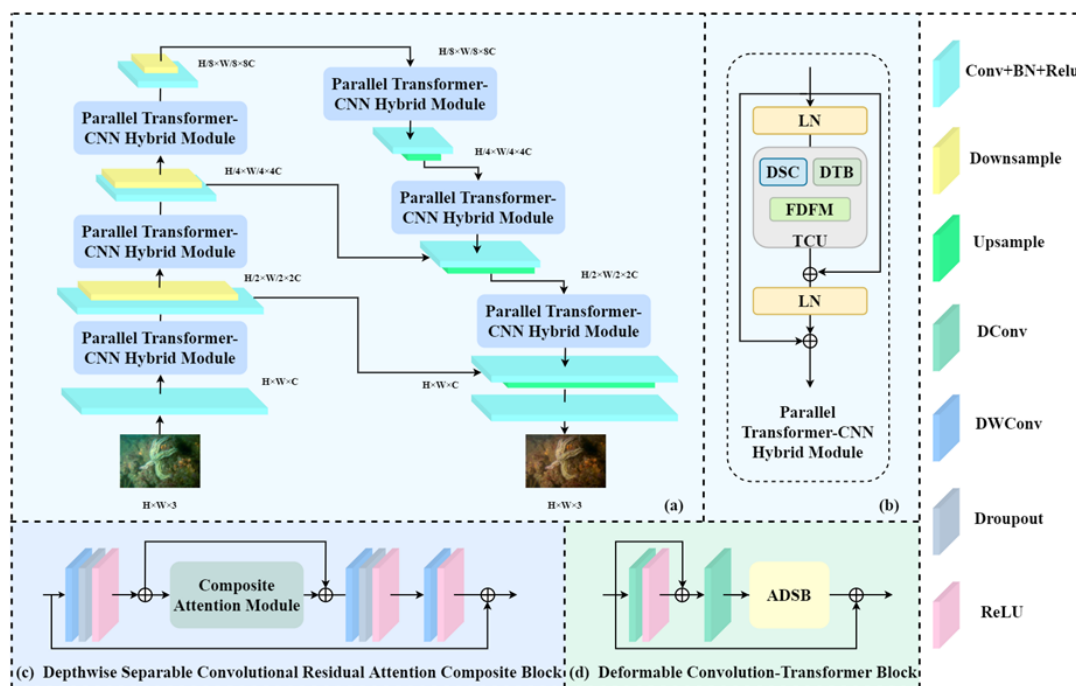 H/8×W/8×8C
H/8×W/8×8C
Parallel Transformer-
CNN Hybrid Module
Parallel Transformer-
CNN Hybrid Module
H/4×W/4×4C
H/4×W/4×4C
Parallel Transformer-
CNN Hybrid Module
Parallel Transformer-
CNN Hybrid Module
H/2×W/2×2C
H/2×W/2×2C
Parallel Transformer-
CNN Hybrid Module
Parallel Transformer-
CNN Hybrid Module
H×W×C
H×W×C
H×W×3
H×W×3
(a)
LN
DSC
DTB
FDFM
TCU
LN
Parallel
Transformer-CNN
Hybrid Module
(b)
Conv+BN+Relu
Downsample
Upsample
DConv
DWConv
Droupout
ReLU
Composite
Attention Module
(c) Depthwise Separable Convolutional Residual Attention Composite Block
ADSB
(d) Deformable Convolution-Transformer Block